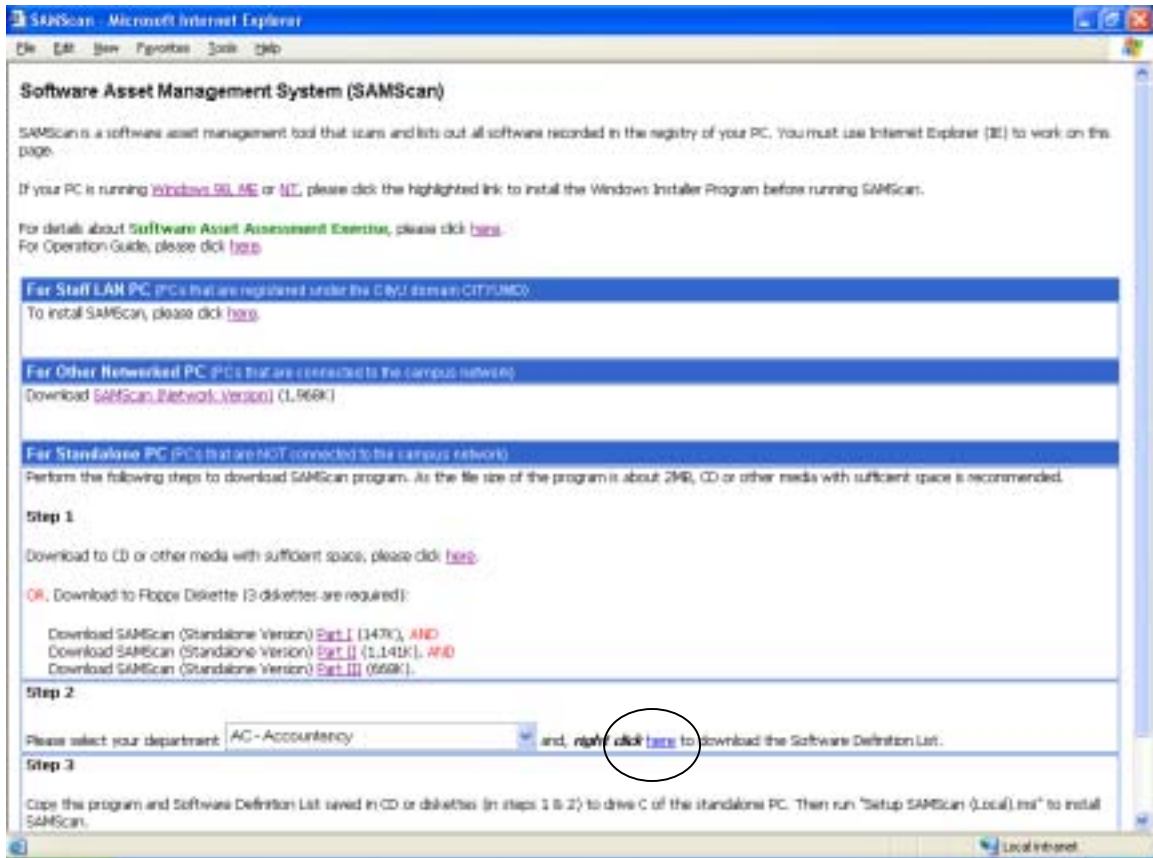 SAMScan - Microsoft Internet Explorer
File Edit View Favorites Tools Help
Software Asset Management System (SAMScan)
SAMScan is a software asset management tool that scans and lists out all software recorded in the registry of your PC. You must use Internet Explorer (IE) to work on this
page.
If your PC is running Windows 98, ME or NT, please click the highlighted link to install the Windows Installer Program before running SAMScan.
For details about Software Asset Assessment Exercise, please click here.
For Operation Guide, please click here.
For Staff LAN PC (PCs that are registered under the CityU domain CITYUMD)
To install SAMScan, please click here.
For Other Networked PC (PCs that are connected to the campus network)
Download SAMScan (Network Version) (1,968K)
For Standalone PC (PCs that are NOT connected to the campus network)
Perform the following steps to download SAMScan program. As the file size of the program is about 2MB, CD or other media with sufficient space is recommended.
Step 1
Download to CD or other media with sufficient space, please click here.
OR, Download to Floppy Diskette (3 diskettes are required):
Download SAMScan (Standalone Version) Part I (147K), AND
Download SAMScan (Standalone Version) Part II (1,141K), AND
Download SAMScan (Standalone Version) Part III (668K).
Step 2
Please select your department AC - Accountency and, right click here to download the Software Definition List.
Step 3
Copy the program and Software Definition List saved in CD or diskettes (in steps 1 & 2) to drive C of the standalone PC. Then run "Setup SAMScan (Local).msi" to install
SAMScan.
Local intranet